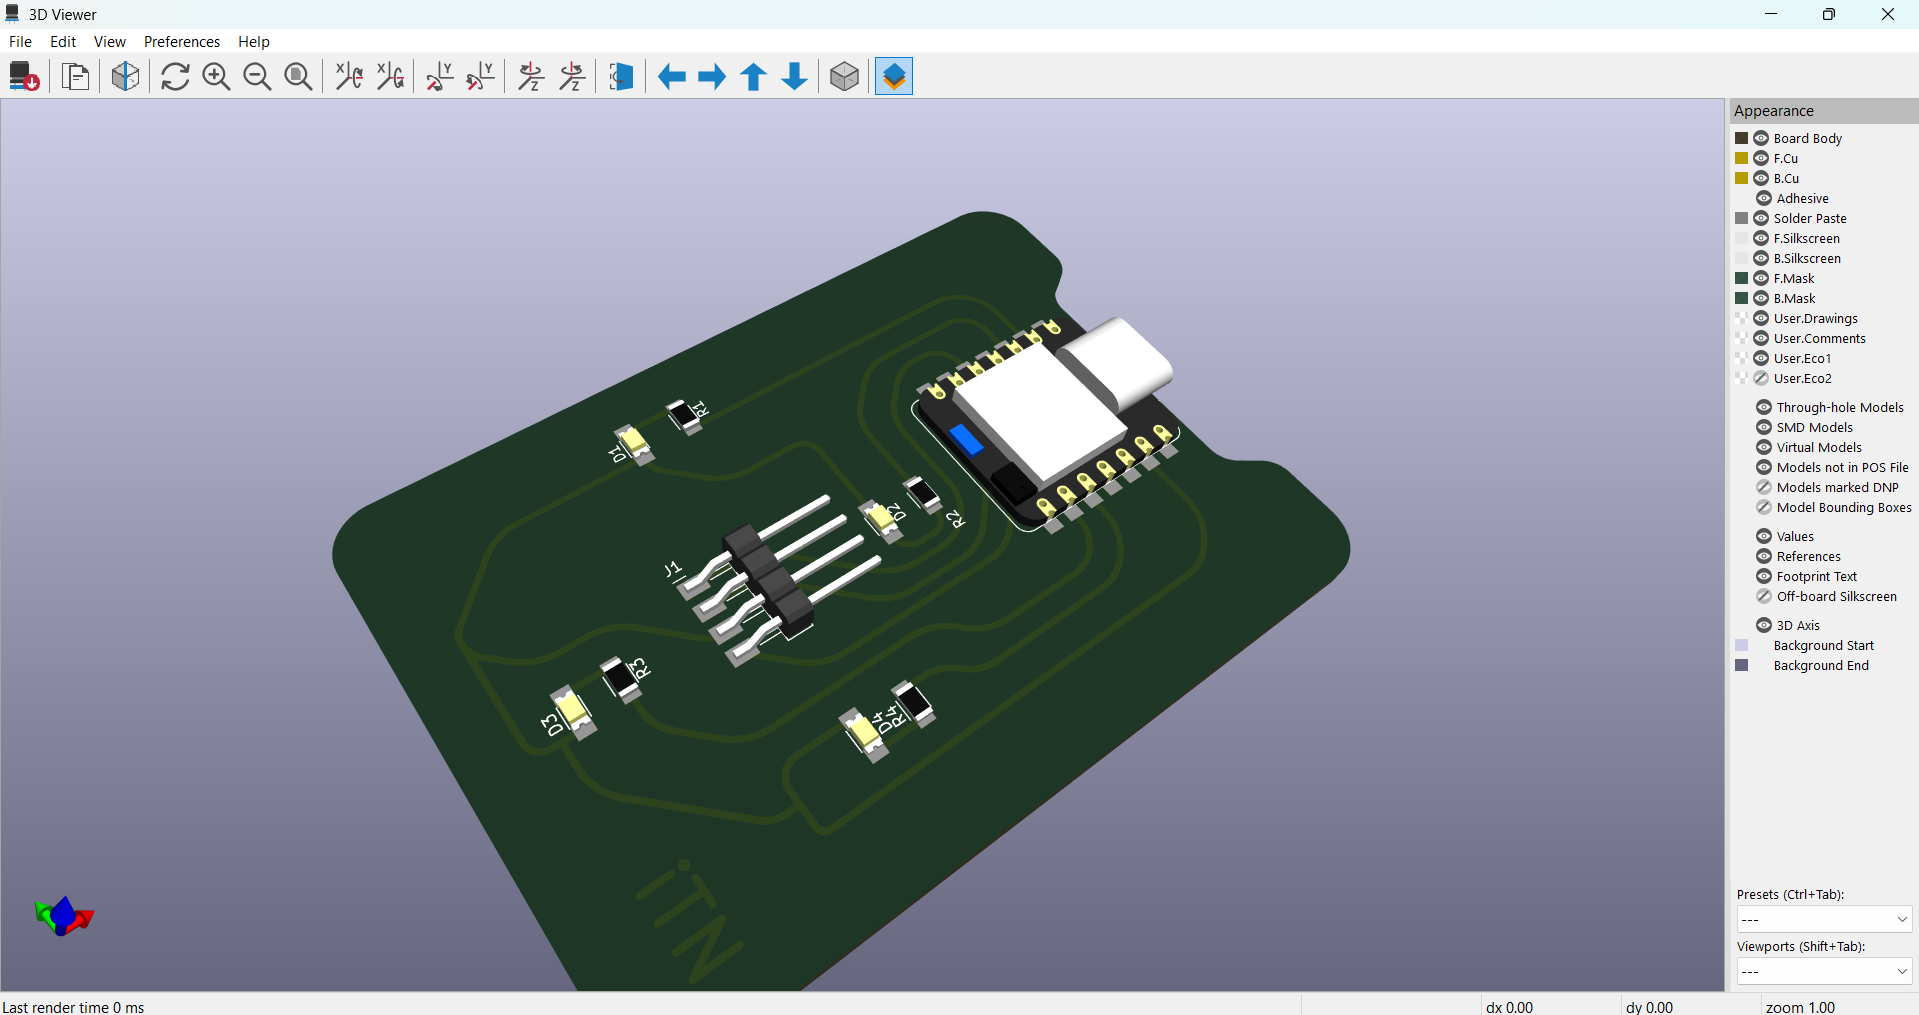 3D Viewer
File Edit View Preferences Help
Appearance
Board Body
F.Cu
B.Cu
Adhesive
Solder Paste
F.Silkscreen
B.Silkscreen
F.Mask
B.Mask
User.Drawings
User.Comments
User.Eco1
User.Eco2
Through-hole Models
SMD Models
Virtual Models
Models not in POS File
Models marked DNP
Model Bounding Boxes
Values
References
Footprint Text
Off-board Silkscreen
3D Axis
Background Start
Background End
Presets (Ctrl+Tab):
---
Viewports (Shift+Tab):
---
R1
D1
D2
R2
J1
R3
D3
D4
R4
iTN
Last render time 0 ms
dx 0.00
dy 0.00
zoom 1.00